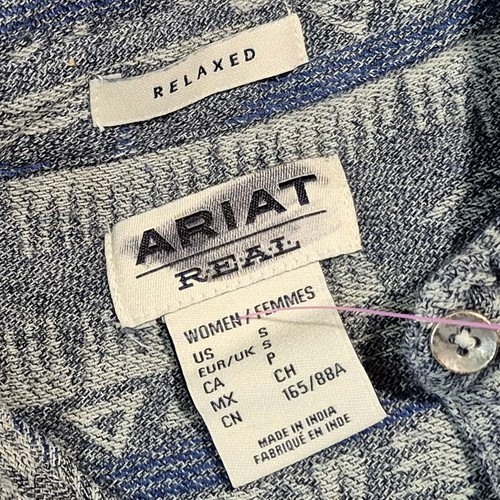 RELAXED
ARIAT
REAL
WOMEN / FEMMES
US S
EUR/UK S
CA P
MX CH
CN 165/88A
MADE IN INDIA
FABRIQUÉ EN INDE